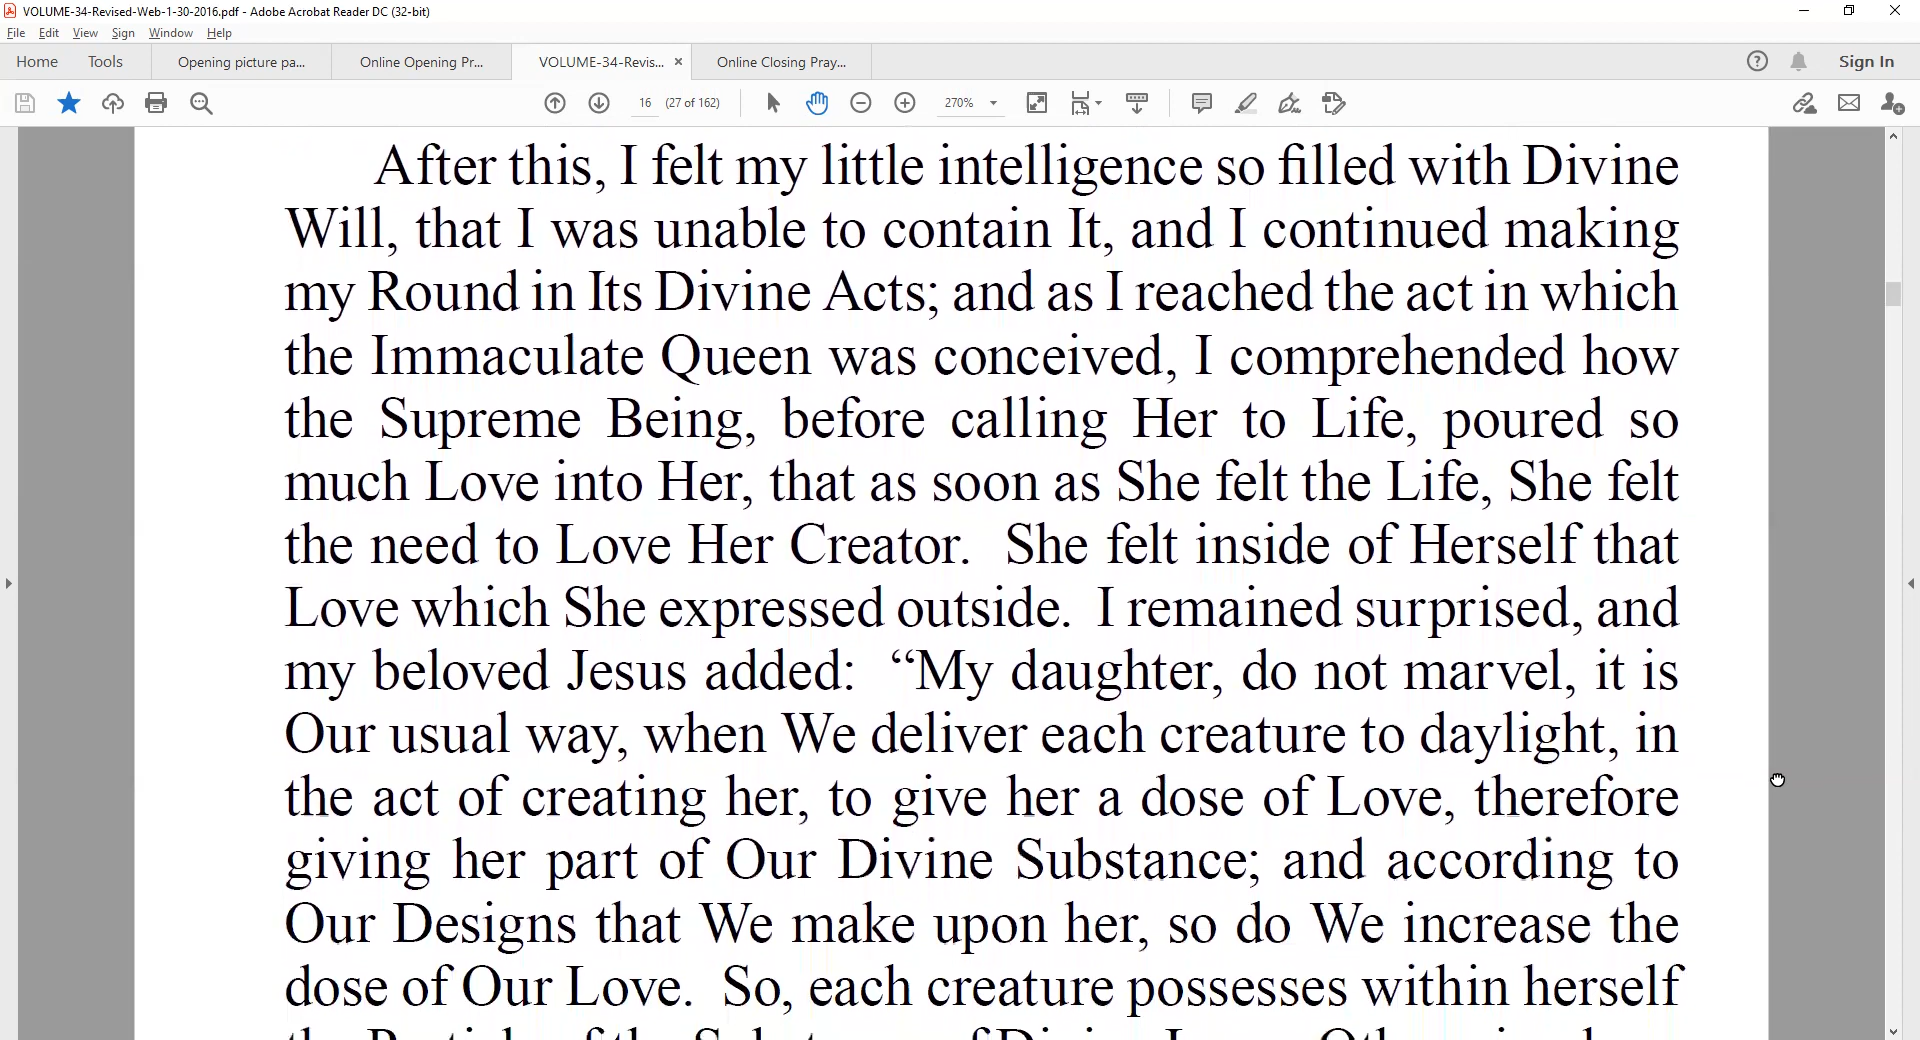 VOLUME-34-Revised-Web-1-30-2016.pdf - Adobe Acrobat Reader DC (32-bit)
File Edit View Sign Window Help
Home Tools Opening picture pa... Online Opening Pr... VOLUME-34-Revis... × Online Closing Pray... Sign In
16 (27 of 162) 270%
After this, I felt my little intelligence so filled with Divine
Will, that I was unable to contain It, and I continued making
my Round in Its Divine Acts; and as I reached the act in which
the Immaculate Queen was conceived, I comprehended how
the Supreme Being, before calling Her to Life, poured so
much Love into Her, that as soon as She felt the Life, She felt
the need to Love Her Creator.  She felt inside of Herself that
Love which She expressed outside.  I remained surprised, and
my beloved Jesus added:  “My daughter, do not marvel, it is
Our usual way, when We deliver each creature to daylight, in
the act of creating her, to give her a dose of Love, therefore
giving her part of Our Divine Substance; and according to
Our Designs that We make upon her, so do We increase the
dose of Our Love.  So, each creature possesses within herself